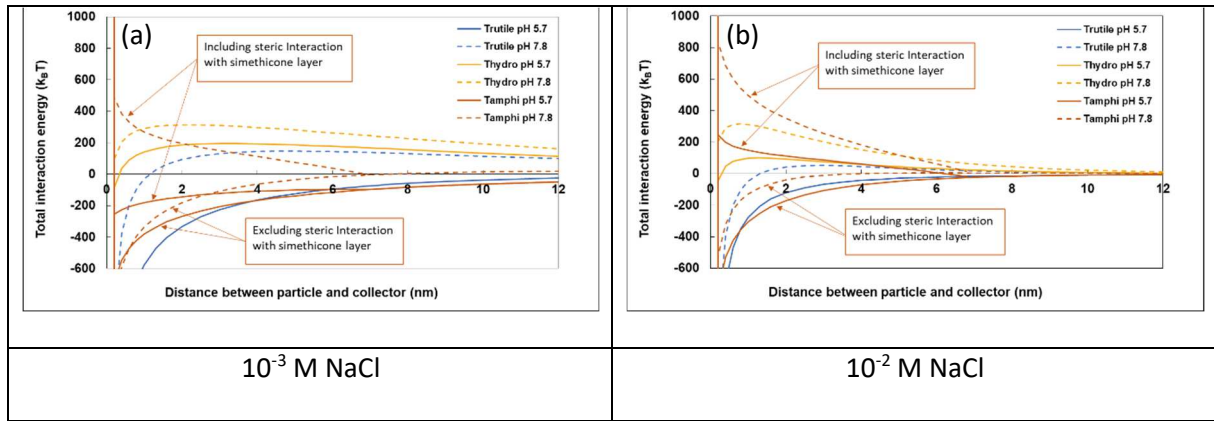 (a)
Including steric Interaction
with simethicone layer
Trutile pH 5.7
Trutile pH 7.8
Thydro pH 5.7
Thydro pH 7.8
Tamphi pH 5.7
Tamphi pH 7.8
Total interaction energy (kBT)
1000
800
600
400
200
0
-200
-400
-600
0
2
4
6
8
10
12
Excluding steric Interaction
with simethicone layer
Distance between particle and collector (nm)
(b)
Including steric Interaction
with simethicone layer
Trutile pH 5.7
Trutile pH 7.8
Thydro pH 5.7
Thydro pH 7.8
Tamphi pH 5.7
Tamphi pH 7.8
Total interaction energy (kBT)
1000
800
600
400
200
0
-200
-400
-600
0
2
4
6
8
10
12
Excluding steric Interaction
with simethicone layer
Distance between particle and collector (nm)
10-3 M NaCl
10-2 M NaCl